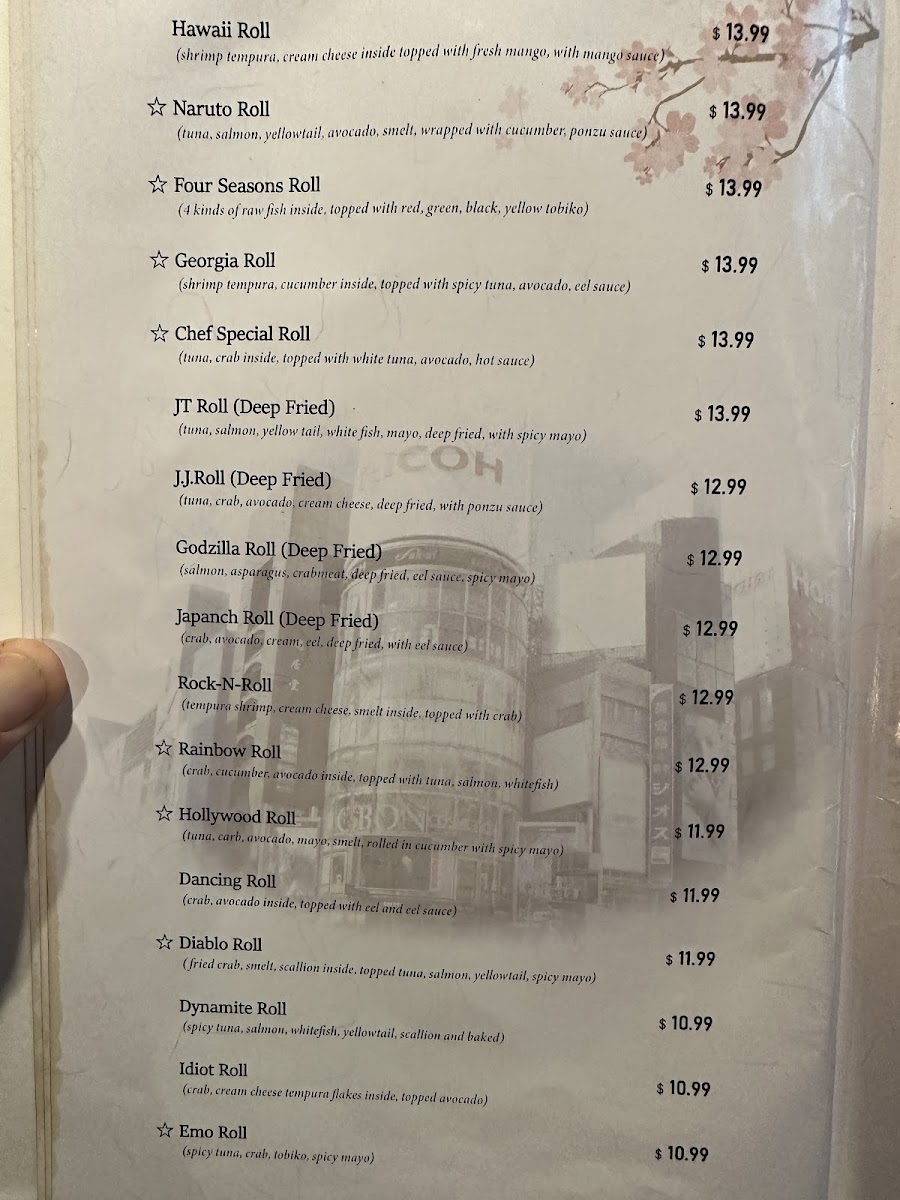 Hawaii Roll $ 13.99
(shrimp tempura, cream cheese inside topped with fresh mango, with mango sauce)
☆ Naruto Roll $ 13.99
(tuna, salmon, yellowtail, avocado, smelt, wrapped with cucumber, ponzu sauce)
☆ Four Seasons Roll $ 13.99
(4 kinds of raw fish inside, topped with red, green, black, yellow tobiko)
☆ Georgia Roll $ 13.99
(shrimp tempura, cucumber inside, topped with spicy tuna, avocado, eel sauce)
☆ Chef Special Roll $ 13.99
(tuna, crab inside, topped with white tuna, avocado, hot sauce)
JT Roll (Deep Fried) $ 13.99
(tuna, salmon, yellow tail, white fish, mayo, deep fried, with spicy mayo)
COH
J.J.Roll (Deep Fried) $ 12.99
(tuna, crab, avocado, cream cheese, deep fried, with ponzu sauce)
Godzilla Roll (Deep Fried) $ 12.99
(salmon, asparagus, crabmeat, deep fried, eel sauce, spicy mayo)
Japanch Roll (Deep Fried) $ 12.99
(crab, avocado, cream, eel, deep fried, with eel sauce)
Rock-N-Roll $ 12.99
(tempura shrimp, cream cheese, smelt inside, topped with crab)
☆ Rainbow Roll $ 12.99
(crab, cucumber, avocado inside, topped with tuna, salmon, whitefish)
☆ Hollywood Roll $ 11.99
(tuna, carb, avocado, mayo, smelt, rolled in cucumber with spicy mayo)
Dancing Roll $ 11.99
(crab, avocado inside, topped with eel and eel sauce)
☆ Diablo Roll $ 11.99
(fried crab, smelt, scallion inside, topped tuna, salmon, yellowtail, spicy mayo)
Dynamite Roll $ 10.99
(spicy tuna, salmon, whitefish, yellowtail, scallion and baked)
Idiot Roll $ 10.99
(crab, cream cheese tempura flakes inside, topped avocado)
☆ Emo Roll $ 10.99
(spicy tuna, crab, tobiko, spicy mayo)